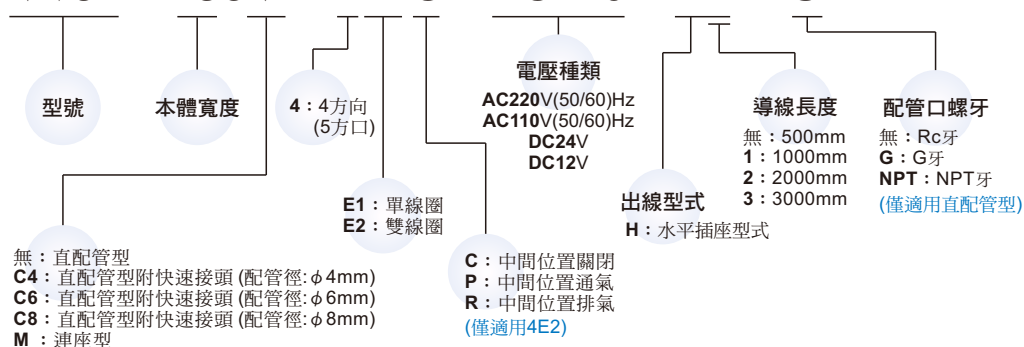 型號
本體寬度
4：4方向
(5方口)
電壓種類
AC220V(50/60)Hz
AC110V(50/60)Hz
DC24V
DC12V
導線長度
無：500mm
1：1000mm
2：2000mm
3：3000mm
配管口螺牙
無：Rc牙
G：G牙
NPT：NPT牙
(僅適用直配管型)
E1：單線圈
E2：雙線圈
出線型式
H：水平插座型式
無：直配管型
C4：直配管型附快速接頭 (配管徑:φ4mm)
C6：直配管型附快速接頭 (配管徑:φ6mm)
C8：直配管型附快速接頭 (配管徑:φ8mm)
M：連座型
C：中間位置關閉
P：中間位置通氣
R：中間位置排氣
(僅適用4E2)